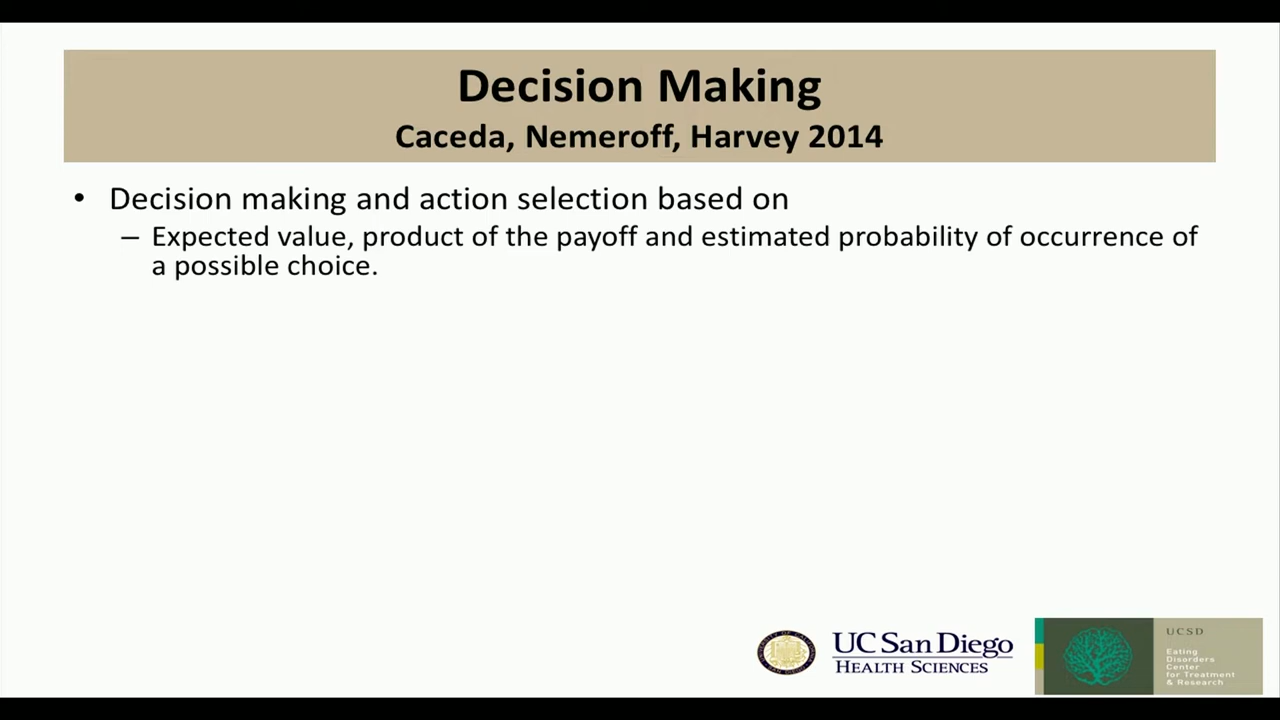 Decision Making
Caceda, Nemeroff, Harvey 2014
• Decision making and action selection based on
– Expected value, product of the payoff and estimated probability of occurrence of
a possible choice.
UC San Diego
HEALTH SCIENCES
UCSD
Eating
Disorders
Center
for Treatment
& Research